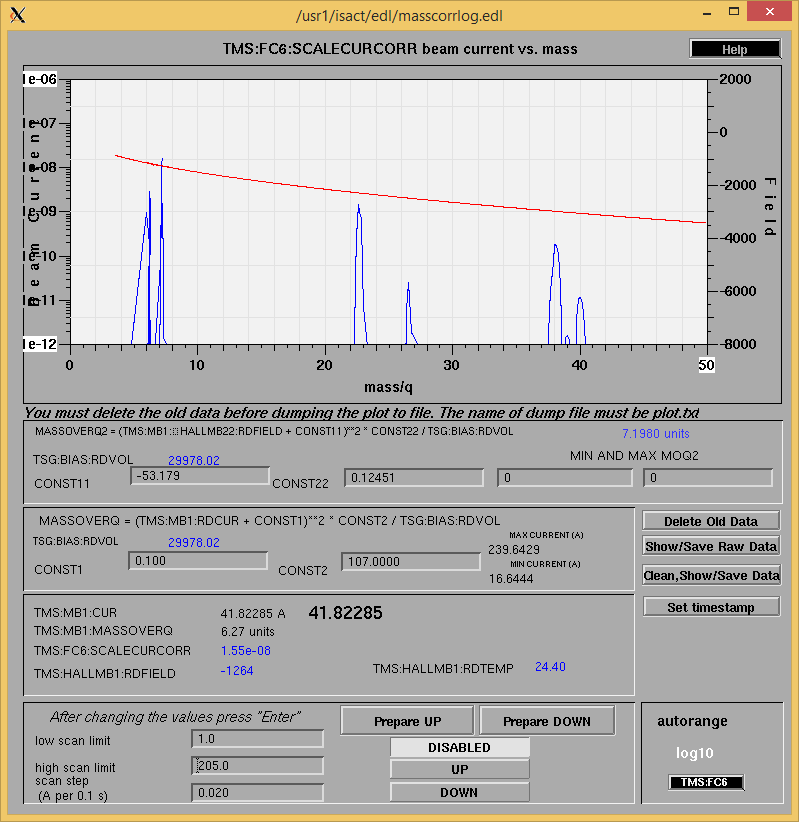 /usr1/isact/edl/masscorrlog.edl
TMS:FC6:SCALECURCORR beam current vs. mass
Help
1e-06
1e-07
1e-08
1e-09
1e-10
1e-11
1e-12
Beam Current
2000
0
-2000
-4000
-6000
-8000
Field
0 10 20 30 40 50
mass/q
You must delete the old data before dumping the plot to file. The name of dump file must be plot.txt
MASSOVERQ2 = (TMS:MB1: HALLMB22:RDFIELD + CONST11)**2 * CONST22 / TSG:BIAS:RDVOL
7.1980 units
TSG:BIAS:RDVOL 29978.02 MIN AND MAX MOQ2
CONST11 -53.179 CONST22 0.12451 0 0
MASSOVERQ = (TMS:MB1:RDCUR + CONST1)**2 * CONST2 / TSG:BIAS:RDVOL
TSG:BIAS:RDVOL 29978.02 MAX CURRENT (A)
239.6429
CONST1 0.100 CONST2 107.0000 MIN CURRENT (A)
16.6444
Delete Old Data
Show/Save Raw Data
Clean,Show/Save Data
Set timestamp
TMS:MB1:CUR 41.82285 A 41.82285
TMS:MB1:MASSOVERQ 6.27 units
TMS:FC6:SCALECURCORR 1.55e-08
TMS:HALLMB1:RDFIELD -1264 TMS:HALLMB1:RDTEMP 24.40
After changing the values press "Enter"
Prepare UP Prepare DOWN
low scan limit 1.0
DISABLED
high scan limit 205.0
UP
scan step
(A per 0.1 s) 0.020
DOWN
autorange
log10
TMS:FC6